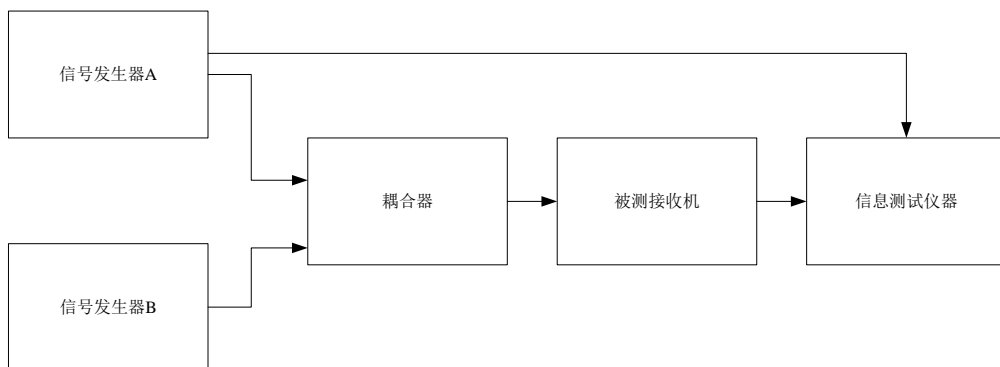 信号发生器A
耦合器
被测接收机
信息测试仪器
信号发生器B